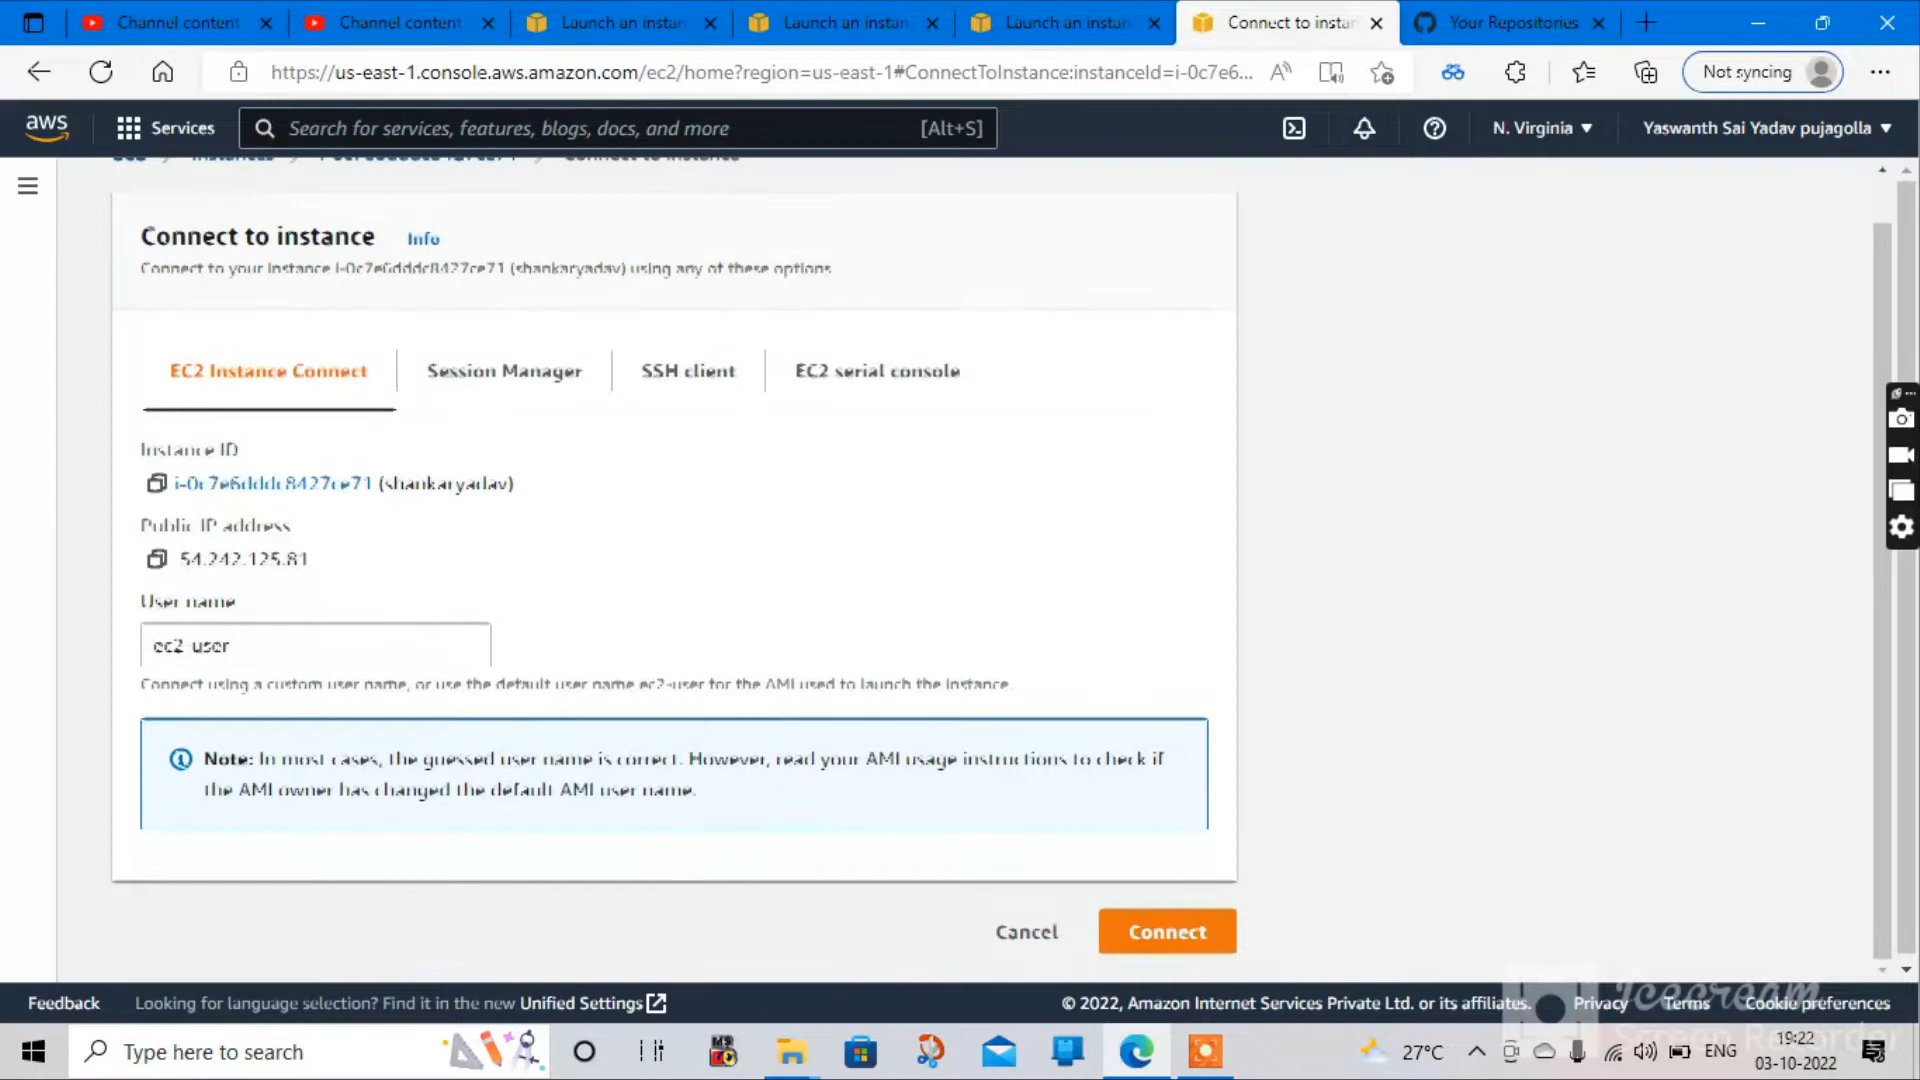 Channel content
Channel content
Launch an instan
Launch an instan
Launch an instan
Connect to instan
Your Repositories
https://us-east-1.console.aws.amazon.com/ec2/home?region=us-east-1#ConnectToInstance:instanceId=i-0c7e6...
Not syncing
aws
Services
Search for services, features, blogs, docs, and more
[Alt+S]
N. Virginia
Yaswanth Sai Yadav pujagolla
Connect to instance
Info
Connect to your instance i-0c7e6dddc8427ce71 (shankaryadav) using any of these options
EC2 Instance Connect
Session Manager
SSH client
EC2 serial console
Instance ID
i-0c7e6dddc8427ce71 (shankaryadav)
Public IP address
54.242.125.81
User name
ec2-user
Connect using a custom user name, or use the default user name ec2-user for the AMI used to launch the instance.
Note: In most cases, the guessed user name is correct. However, read your AMI usage instructions to check if
the AMI owner has changed the default AMI user name.
Cancel
Connect
Feedback
Looking for language selection? Find it in the new Unified Settings
© 2022, Amazon Internet Services Private Ltd. or its affiliates.
Privacy
Terms
Cookie preferences
Icecream
Screen Recorder
Type here to search
27°C
ENG
19:22
03-10-2022